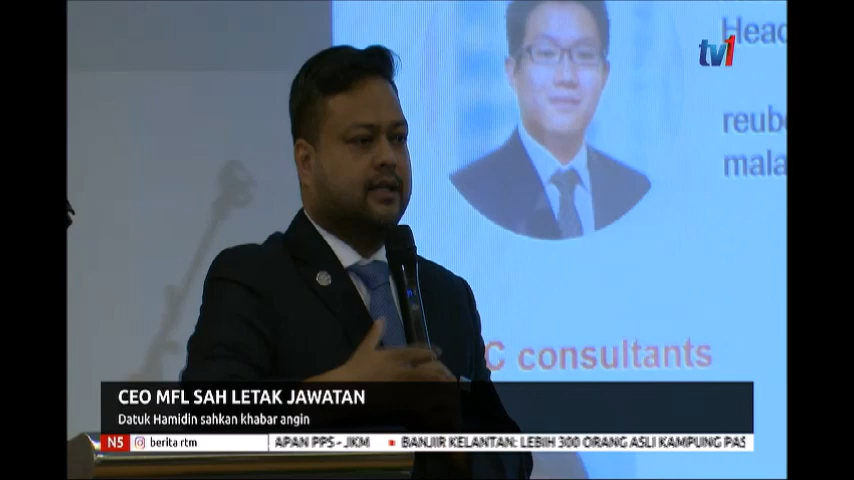 Head
tv1
reube
mala
C consultants
CEO MFL SAH LETAK JAWATAN
Datuk Hamidin sahkan khabar angin
N5 berita rtm APAN PPS - JKM ▪ BANJIR KELANTAN: LEBIH 300 ORANG ASLI KAMPUNG PAS